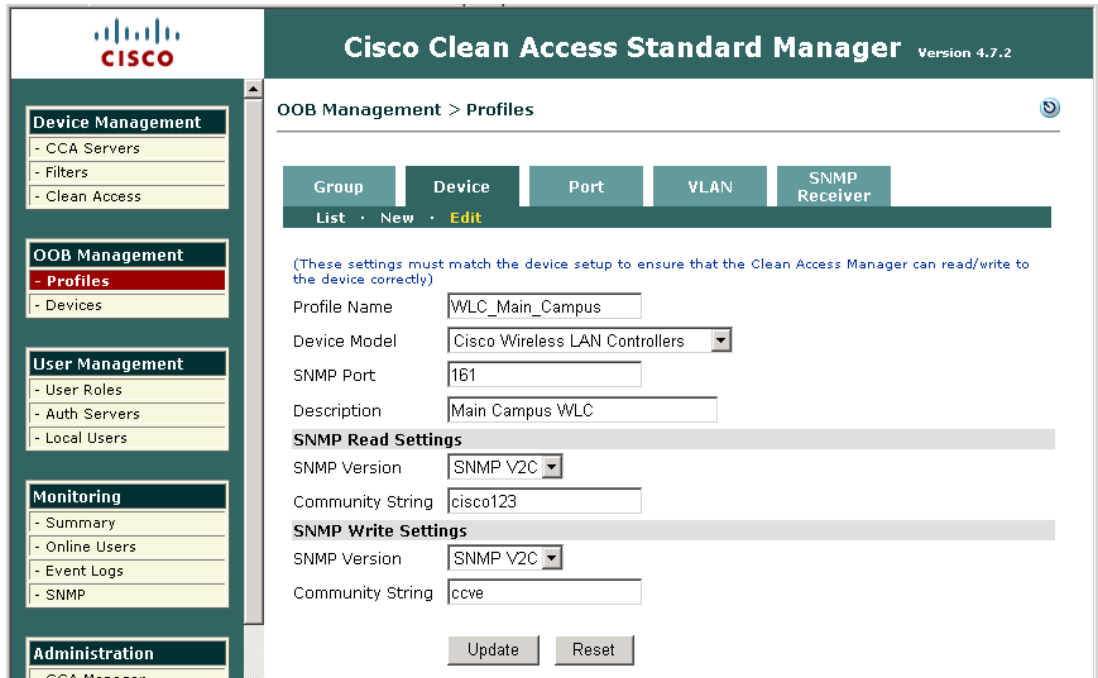 CISCO
Cisco Clean Access Standard Manager Version 4.7.2
Device Management
- CCA Servers
- Filters
- Clean Access
OOB Management
- Profiles
- Devices
User Management
- User Roles
- Auth Servers
- Local Users
Monitoring
- Summary
- Online Users
- Event Logs
- SNMP
Administration
- CCA Manager
OOB Management > Profiles
Group Device Port VLAN SNMP Receiver
List · New · Edit
(These settings must match the device setup to ensure that the Clean Access Manager can read/write to
the device correctly)
Profile Name WLC_Main_Campus
Device Model Cisco Wireless LAN Controllers
SNMP Port 161
Description Main Campus WLC
SNMP Read Settings
SNMP Version SNMP V2C
Community String cisco123
SNMP Write Settings
SNMP Version SNMP V2C
Community String ccve
Update Reset